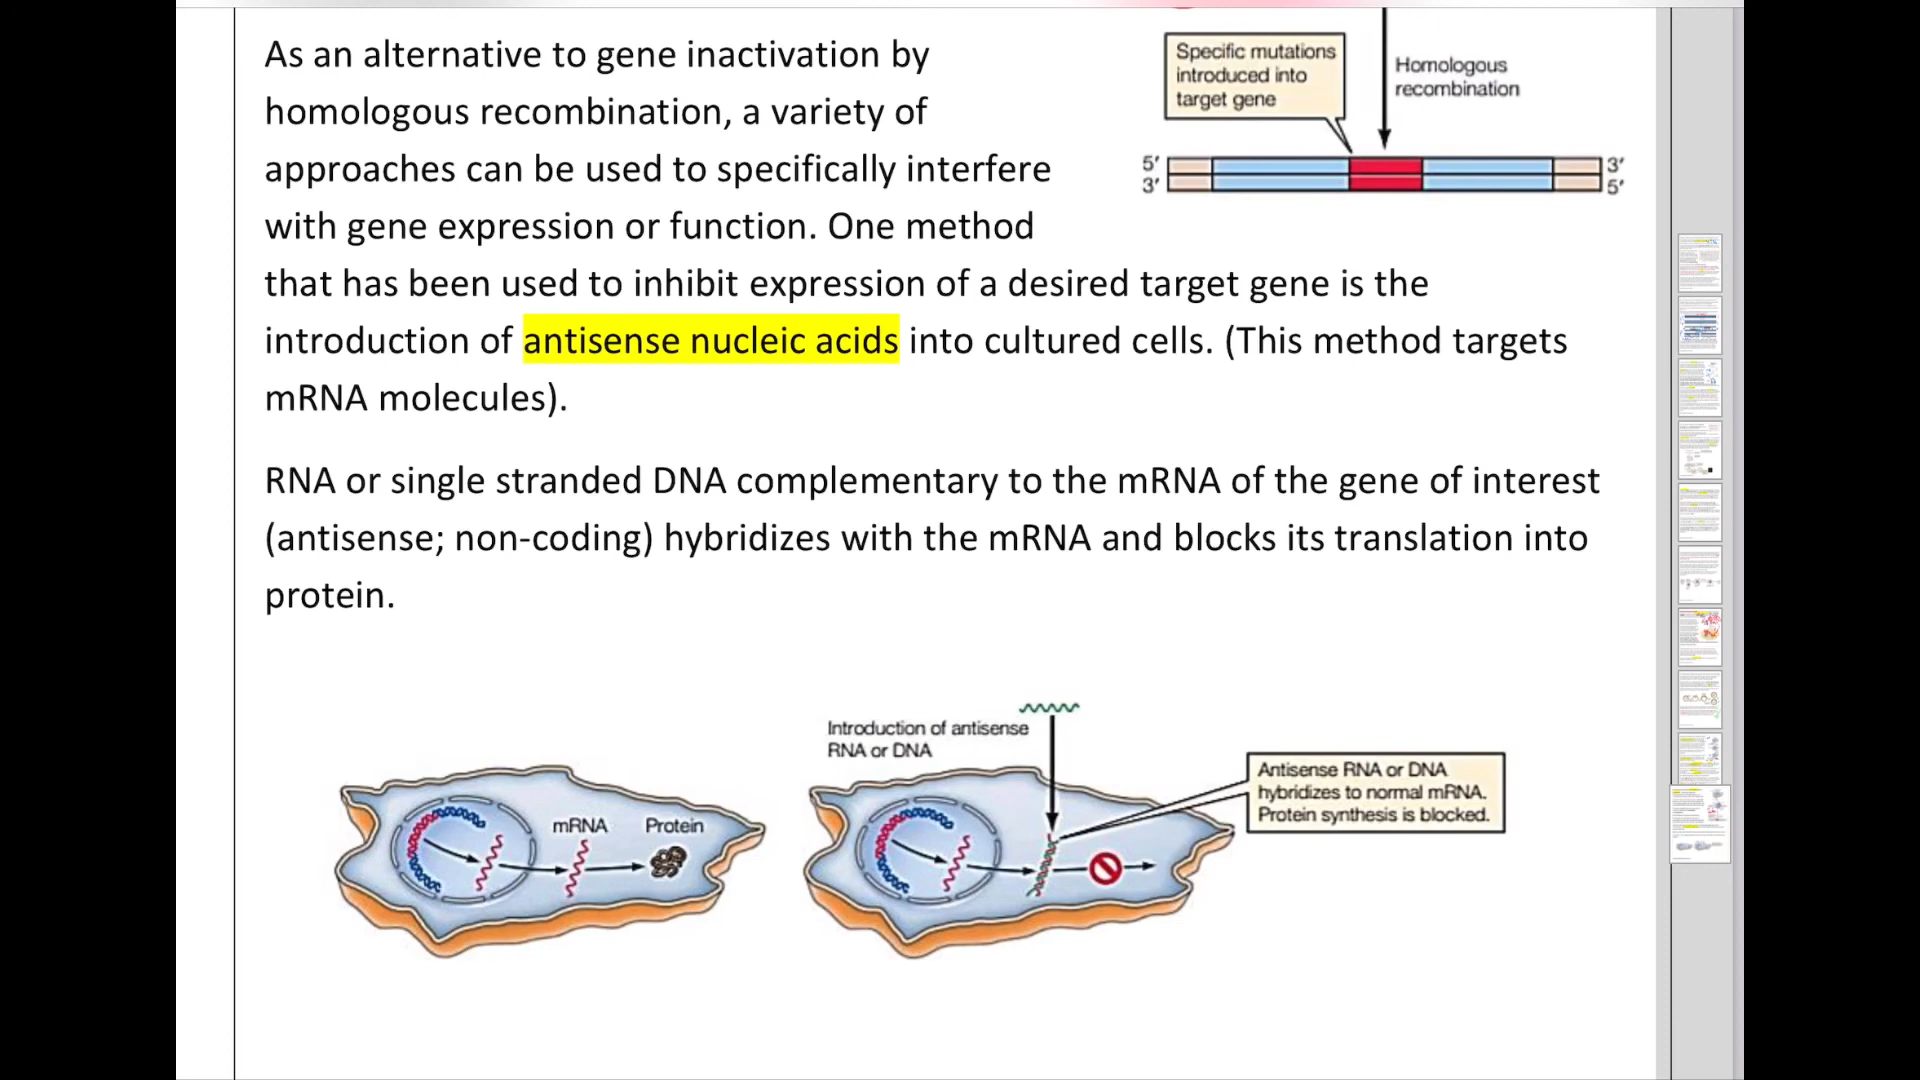 As an alternative to gene inactivation by
homologous recombination, a variety of
approaches can be used to specifically interfere
with gene expression or function. One method
that has been used to inhibit expression of a desired target gene is the
introduction of antisense nucleic acids into cultured cells. (This method targets
mRNA molecules).
Specific mutations
introduced into
target gene
Homologous
recombination
5′ 3′
3′ 5′
RNA or single stranded DNA complementary to the mRNA of the gene of interest
(antisense; non-coding) hybridizes with the mRNA and blocks its translation into
protein.
mRNA Protein
Introduction of antisense
RNA or DNA
Antisense RNA or DNA
hybridizes to normal mRNA.
Protein synthesis is blocked.